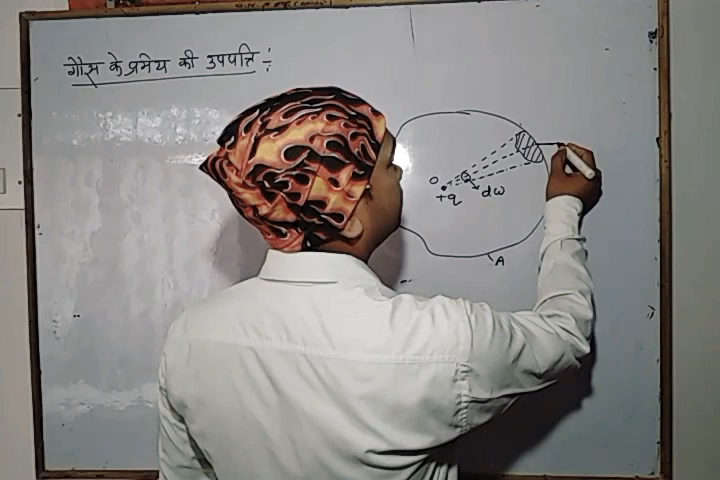 गौस के प्रमेय की उपपत्ति :-
O
+q
dω
A